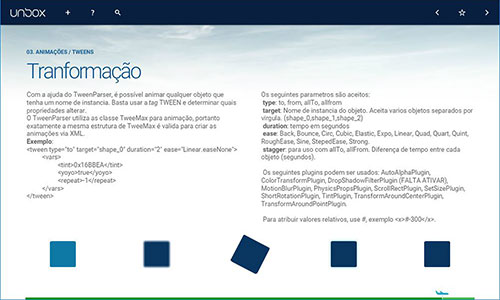 unbox
+
?
03. ANIMAÇÕES / TWEENS
Tranformação
Com a ajuda do TweenParser, é possível animar qualquer objeto que
tenha um nome de instancia. Basta usar a tag TWEEN e determinar quais
propriedades alterar.
O TweenParser utiliza as classe TweeMax para animação, portanto
exatamente a mesma estrutura de TweeMax é valida para criar as
animações via XML.
Exemplo:
<tween type="to" target="shape_0" duration="2" ease="Linear.easeNone">
<vars>
<tint>0x16BBEA</tint>
<yoyo>true</yoyo>
<repeat>-1</repeat>
</vars>
</tween>
Os seguintes parametros são aceitos:
type: to, from, allTo, allfrom
target: Nome de instancia do objeto. Aceita varios objetos separados por
vírgula. (shape_0,shape_1,shape_2)
duration: tempo em segundos
ease: Back, Bounce, Circ, Cubic, Elastic, Expo, Linear, Quad, Quart, Quint,
RoughEase, Sine, StepedEase, Strong.
stagger: para uso com allTo, allFrom. Diferença de tempo entre cada
objeto (segundos).
Os seguintes plugins podem ser usados: AutoAlphaPlugin,
ColorTransformPlugin, DropShadowFilterPlugin (FALTA ATIVAR),
MotionBlurPlugin, PhysicsPropsPlugin, ScrollRectPlugin, SetSizePlugin,
ShortRotationPlugin, TintPlugin, TransformAroundCenterPlugin,
TransformAroundPointPlugin.
Para atribuir valores relativos, use #, exemplo <x>#-300</x>.